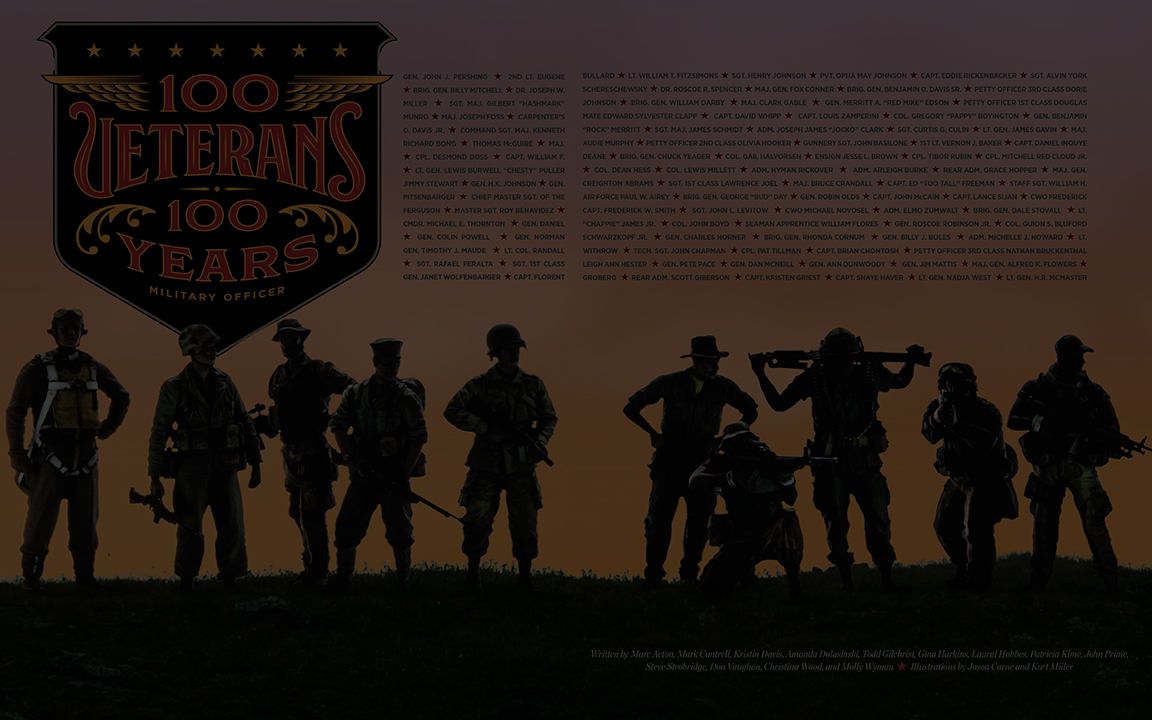 100
VETERANS
100
YEARS
MILITARY OFFICER
GEN. JOHN J. PERSHING ★ 2ND LT. EUGENE BULLARD ★ LT. WILLIAM T. FITZSIMONS ★ SGT. HENRY JOHNSON ★ PVT. OPHA MAY JOHNSON ★ CAPT. EDDIE RICKENBACKER ★ SGT. ALVIN YORK
★ BRIG. GEN. BILLY MITCHELL ★ DR. JOSEPH W. SCHERESCHEWSKY ★ DR. ROSCOE R. SPENCER ★ MAJ. GEN. FOX CONNER ★ BRIG. GEN. BENJAMIN O. DAVIS SR. ★ PETTY OFFICER 3RD CLASS DORIE
MILLER ★ SGT. MAJ. GILBERT "HASHMARK" JOHNSON ★ BRIG. GEN. WILLIAM DARBY ★ MAJ. CLARK GABLE ★ GEN. MERRITT A. "RED MIKE" EDSON ★ PETTY OFFICER 1ST CLASS DOUGLAS
MUNRO ★ MAJ. JOSEPH FOSS ★ CARPENTER'S MATE EDWARD SYLVESTER CLAPP ★ CAPT. DAVID WHIPP ★ CAPT. LOUIS ZAMPERINI ★ COL. GREGORY "PAPPY" BOYINGTON ★ GEN. BENJAMIN
O. DAVIS JR. ★ COMMAND SGT. MAJ. KENNETH "ROCK" MERRITT ★ SGT. MAJ. JAMES SCHMIDT ★ ADM. JOSEPH JAMES "JOCKO" CLARK ★ SGT. CURTIS G. CULIN ★ LT. GEN. JAMES GAVIN ★ MAJ.
RICHARD BONG ★ THOMAS McGUIRE ★ MAJ. AUDIE MURPHY ★ PETTY OFFICER 2ND CLASS OLIVIA HOOKER ★ GUNNERY SGT. JOHN BASILONE ★ 1ST LT. VERNON J. BAKER ★ CAPT. DANIEL INOUYE
★ CPL. DESMOND DOSS ★ CAPT. WILLIAM F. DEANE ★ BRIG. GEN. CHUCK YEAGER ★ COL. GAIL HALVORSEN ★ ENSIGN JESSE L. BROWN ★ CPL. TIBOR RUBIN ★ CPL. MITCHELL RED CLOUD JR.
★ LT. GEN. LEWIS BURWELL "CHESTY" PULLER ★ COL. DEAN HESS ★ COL. LEWIS MILLETT ★ ADM. HYMAN RICKOVER ★ ADM. ARLEIGH BURKE ★ REAR ADM. GRACE HOPPER ★ MAJ. GEN.
JIMMY STEWART ★ GEN. H.K. JOHNSON ★ GEN. CREIGHTON ABRAMS ★ SGT. 1ST CLASS LAWRENCE JOEL ★ MAJ. BRUCE CRANDALL ★ CAPT. ED "TOO TALL" FREEMAN ★ STAFF SGT. WILLIAM H.
PITSENBARGER ★ CHIEF MASTER SGT. OF THE AIR FORCE PAUL W. AIREY ★ BRIG. GEN. GEORGE "BUD" DAY ★ GEN. ROBIN OLDS ★ CAPT. JOHN McCAIN ★ CAPT. LANCE SIJAN ★ CWO FREDERICK
FERGUSON ★ MASTER SGT. ROY BENAVIDEZ ★ CAPT. FREDERICK W. SMITH ★ SGT. JOHN L. LEVITOW ★ CWO MICHAEL NOVOSEL ★ ADM. ELMO ZUMWALT ★ BRIG. GEN. DALE STOVALL ★ LT.
CMDR. MICHAEL E. THORNTON ★ GEN. DANIEL "CHAPPIE" JAMES JR. ★ COL. JOHN BOYD ★ SEAMAN APPRENTICE WILLIAM FLORES ★ GEN. ROSCOE ROBINSON JR. ★ COL. GUION S. BLUFORD
★ GEN. COLIN POWELL ★ GEN. NORMAN SCHWARZKOPF JR. ★ GEN. CHARLES HORNER ★ BRIG. GEN. RHONDA CORNUM ★ GEN. BILLY J. BOLES ★ ADM. MICHELLE J. HOWARD ★ LT.
GEN. TIMOTHY J. MAUDE ★ LT. COL. RANDALL WITHROW ★ TECH. SGT. JOHN CHAPMAN ★ CPL. PAT TILLMAN ★ CAPT. BRIAN CHONTOSH ★ PETTY OFFICER 3RD CLASS NATHAN BRUCKENTHAL
★ SGT. RAFAEL PERALTA ★ SGT. 1ST CLASS LEIGH ANN HESTER ★ GEN. PETE PACE ★ GEN. DAN MCNEILL ★ GEN. ANN DUNWOODY ★ GEN. JIM MATTIS ★ MAJ. GEN. ALFRED K. FLOWERS ★
GEN. JANET WOLFENBARGER ★ CAPT. FLORENT GROBERG ★ REAR ADM. SCOTT GIBERSON ★ CAPT. KRISTEN GRIEST ★ CAPT. SHAYE HAVER ★ LT. GEN. NADJA WEST ★ LT. GEN. H.R. MCMASTER
Written by Marc Acton, Mark Cantrell, Kristin Davis, Amanda Dolasinski, Todd Gilchrist, Gina Harkins, Laural Hobbes, Patricia Kime, John Prime,
Steve Strobridge, Don Vaughan, Christina Wood, and Molly Wyman ★ Illustrations by Jason Carne and Kurt Miller